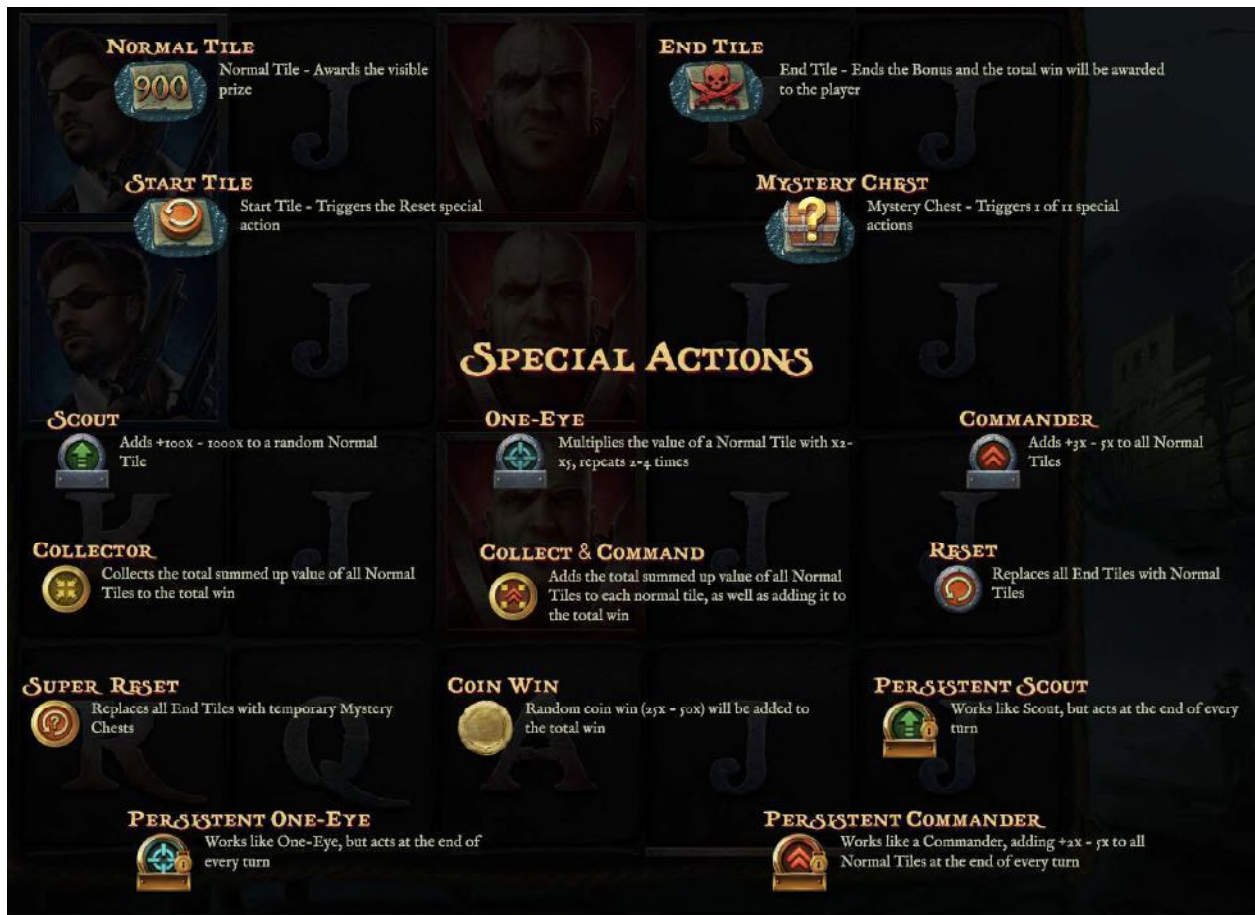 NORMAL TILE
900
Normal Tile - Awards the visible
prize
END TILE
End Tile - Ends the Bonus and the total win will be awarded
to the player
START TILE
Start Tile - Triggers the Reset special
action
MYSTERY CHEST
?
Mystery Chest - Triggers 1 of 11 special
actions
SPECIAL ACTIONS
SCOUT
Adds +100x - 1000x to a random Normal
Tile
ONE-EYE
Multiplies the value of a Normal Tile with x2-
x5, repeats 2-4 times
COMMANDER
Adds +3x - 5x to all Normal
Tiles
COLLECTOR
Collects the total summed up value of all Normal
Tiles to the total win
COLLECT & COMMAND
Adds the total summed up value of all Normal
Tiles to each normal tile, as well as adding it to
the total win
RESET
Replaces all End Tiles with Normal
Tiles
SUPER RESET
?
Replaces all End Tiles with temporary Mystery
Chests
COIN WIN
Random coin win (25x - 50x) will be added to
the total win
PERSISTENT SCOUT
Works like Scout, but acts at the end of every
turn
PERSISTENT ONE-EYE
Works like One-Eye, but acts at the end of
every turn
PERSISTENT COMMANDER
Works like a Commander, adding +2x - 5x to all
Normal Tiles at the end of every turn
J
K
J
J
J
J
K
J
J
J
K
Q
A
J
J